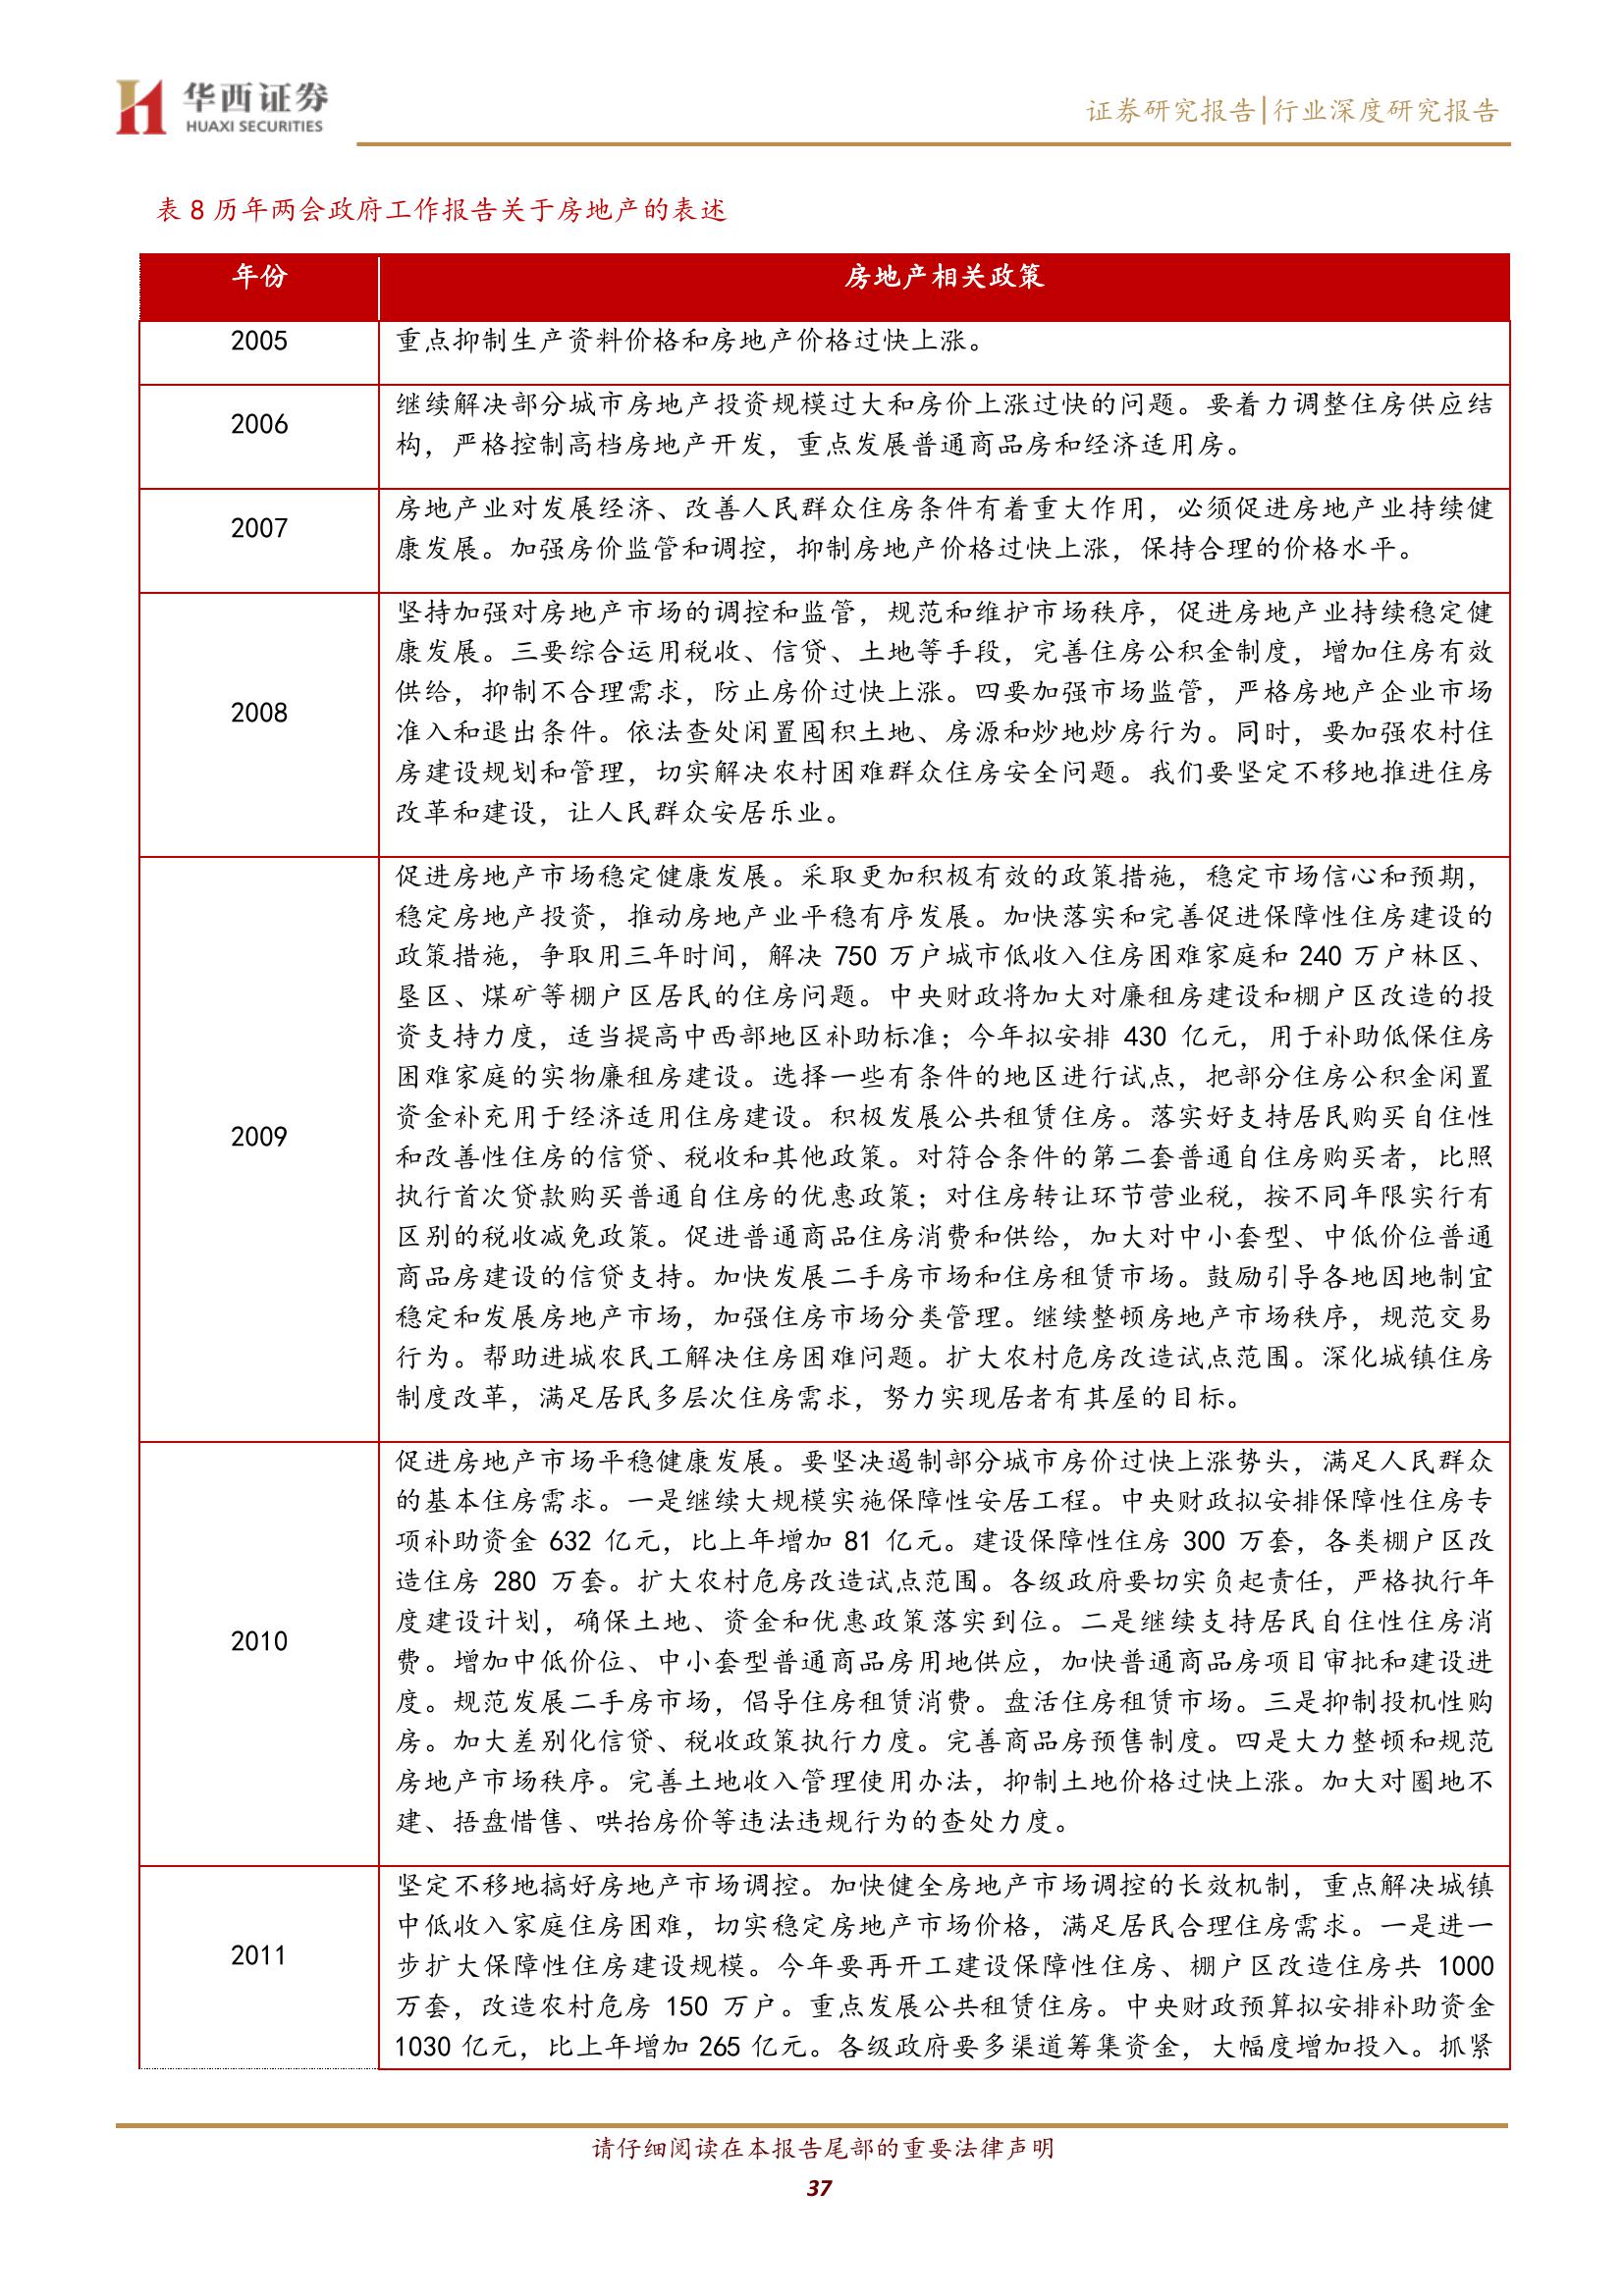 华西证券
HUAXI SECURITIES
证券研究报告|行业深度研究报告
表 8 历年两会政府工作报告关于房地产的表述
年份
房地产相关政策
2005
重点抑制生产资料价格和房地产价格过快上涨。
2006
继续解决部分城市房地产投资规模过大和房价上涨过快的问题。要着力调整住房供应结
构，严格控制高档房地产开发，重点发展普通商品房和经济适用房。
2007
房地产业对发展经济、改善人民群众住房条件有着重大作用，必须促进房地产业持续健
康发展。加强房价监管和调控，抑制房地产价格过快上涨，保持合理的价格水平。
2008
坚持加强对房地产市场的调控和监管，规范和维护市场秩序，促进房地产业持续稳定健
康发展。三要综合运用税收、信贷、土地等手段，完善住房公积金制度，增加住房有效
供给，抑制不合理需求，防止房价过快上涨。四要加强市场监管，严格房地产企业市场
准入和退出条件。依法查处闲置囤积土地、房源和炒地炒房行为。同时，要加强农村住
房建设规划和管理，切实解决农村困难群众住房安全问题。我们要坚定不移地推进住房
改革和建设，让人民群众安居乐业。
2009
促进房地产市场稳定健康发展。采取更加积极有效的政策措施，稳定市场信心和预期，
稳定房地产投资，推动房地产业平稳有序发展。加快落实和完善促进保障性住房建设的
政策措施，争取用三年时间，解决 750 万户城市低收入住房困难家庭和 240 万户林区、
垦区、煤矿等棚户区居民的住房问题。中央财政将加大对廉租房建设和棚户区改造的投
资支持力度，适当提高中西部地区补助标准；今年拟安排 430 亿元，用于补助低保住房
困难家庭的实物廉租房建设。选择一些有条件的地区进行试点，把部分住房公积金闲置
资金补充用于经济适用住房建设。积极发展公共租赁住房。落实好支持居民购买自住性
和改善性住房的信贷、税收和其他政策。对符合条件的第二套普通自住房购买者，比照
执行首次贷款购买普通自住房的优惠政策；对住房转让环节营业税，按不同年限实行有
区别的税收减免政策。促进普通商品住房消费和供给，加大对中小套型、中低价位普通
商品房建设的信贷支持。加快发展二手房市场和住房租赁市场。鼓励引导各地因地制宜
稳定和发展房地产市场，加强住房市场分类管理。继续整顿房地产市场秩序，规范交易
行为。帮助进城农民工解决住房困难问题。扩大农村危房改造试点范围。深化城镇住房
制度改革，满足居民多层次住房需求，努力实现居者有其屋的目标。
2010
促进房地产市场平稳健康发展。要坚决遏制部分城市房价过快上涨势头，满足人民群众
的基本住房需求。一是继续大规模实施保障性安居工程。中央财政拟安排保障性住房专
项补助资金 632 亿元，比上年增加 81 亿元。建设保障性住房 300 万套，各类棚户区改
造住房 280 万套。扩大农村危房改造试点范围。各级政府要切实负起责任，严格执行年
度建设计划，确保土地、资金和优惠政策落实到位。二是继续支持居民自住性住房消
费。增加中低价位、中小套型普通商品房用地供应，加快普通商品房项目审批和建设进
度。规范发展二手房市场，倡导住房租赁消费。盘活住房租赁市场。三是抑制投机性购
房。加大差别化信贷、税收政策执行力度。完善商品房预售制度。四是大力整顿和规范
房地产市场秩序。完善土地收入管理使用办法，抑制土地价格过快上涨。加大对圈地不
建、捂盘惜售、哄抬房价等违法违规行为的查处力度。
2011
坚定不移地搞好房地产市场调控。加快健全房地产市场调控的长效机制，重点解决城镇
中低收入家庭住房困难，切实稳定房地产市场价格，满足居民合理住房需求。一是进一
步扩大保障性住房建设规模。今年要再开工建设保障性住房、棚户区改造住房共 1000
万套，改造农村危房 150 万户。重点发展公共租赁住房。中央财政预算拟安排补助资金
1030 亿元，比上年增加 265 亿元。各级政府要多渠道筹集资金，大幅度增加投入。抓紧
请仔细阅读在本报告尾部的重要法律声明
37